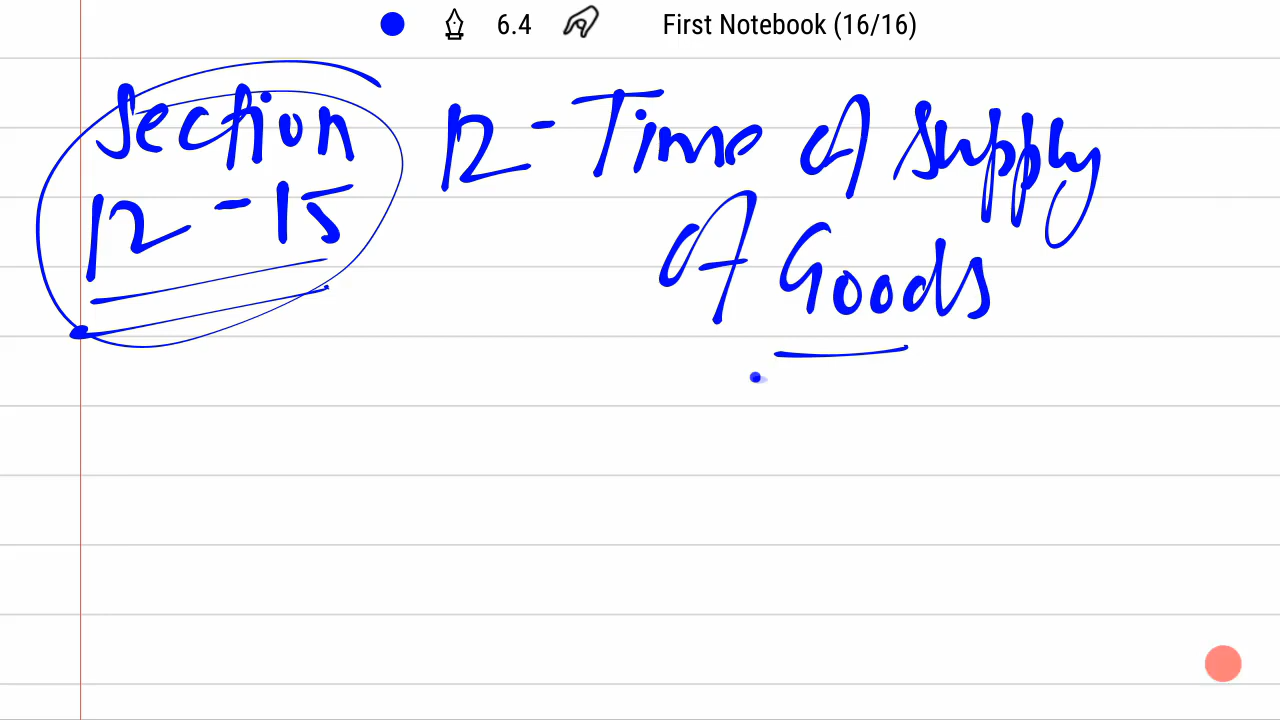 6.4 First Notebook (16/16)
Section
12-15
12 - Time of supply
of Goods